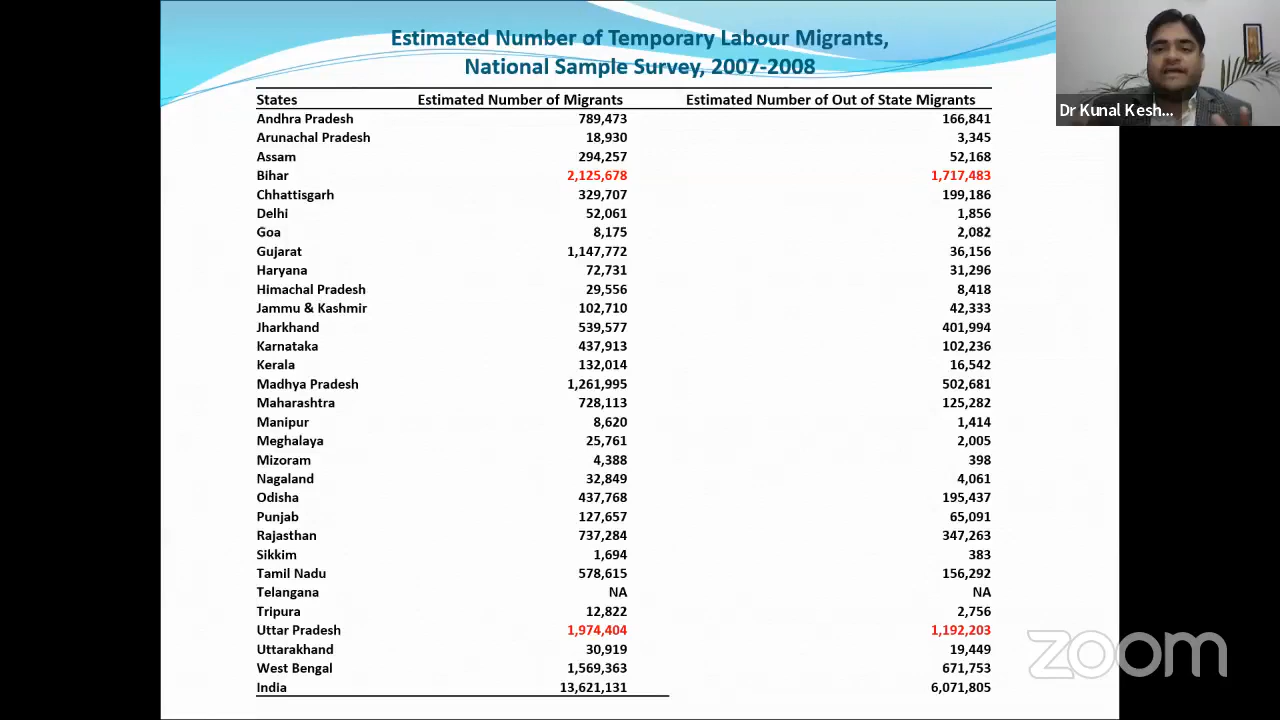 Estimated Number of Temporary Labour Migrants,
National Sample Survey, 2007-2008
Dr Kunal Kesh...
States Estimated Number of Migrants Estimated Number of Out of State Migrants
Andhra Pradesh 789,473 166,841
Arunachal Pradesh 18,930 3,345
Assam 294,257 52,168
Bihar 2,125,678 1,717,483
Chhattisgarh 329,707 199,186
Delhi 52,061 1,856
Goa 8,175 2,082
Gujarat 1,147,772 36,156
Haryana 72,731 31,296
Himachal Pradesh 29,556 8,418
Jammu & Kashmir 102,710 42,333
Jharkhand 539,577 401,994
Karnataka 437,913 102,236
Kerala 132,014 16,542
Madhya Pradesh 1,261,995 502,681
Maharashtra 728,113 125,282
Manipur 8,620 1,414
Meghalaya 25,761 2,005
Mizoram 4,388 398
Nagaland 32,849 4,061
Odisha 437,768 195,437
Punjab 127,657 65,091
Rajasthan 737,284 347,263
Sikkim 1,694 383
Tamil Nadu 578,615 156,292
Telangana NA NA
Tripura 12,822 2,756
Uttar Pradesh 1,974,404 1,192,203
Uttarakhand 30,919 19,449
West Bengal 1,569,363 671,753
India 13,621,131 6,071,805
zoom